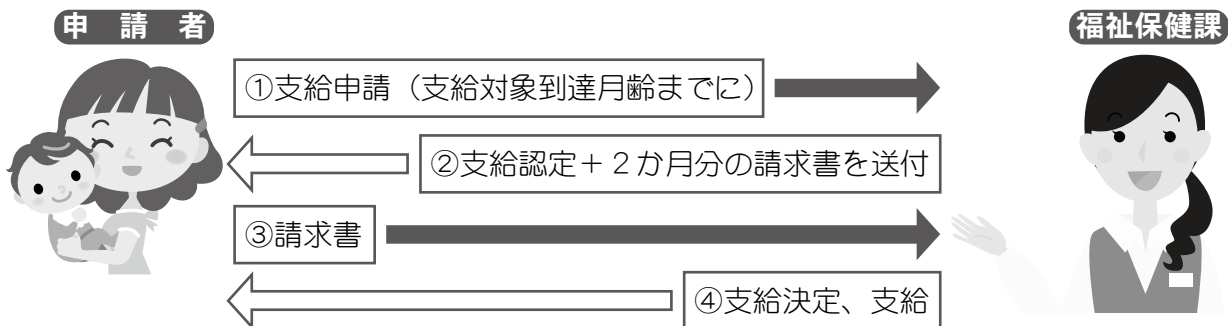 申請者
福祉保健課
①支給申請（支給対象到達月齢までに）
②支給認定＋２か月分の請求書を送付
③請求書
④支給決定、支給